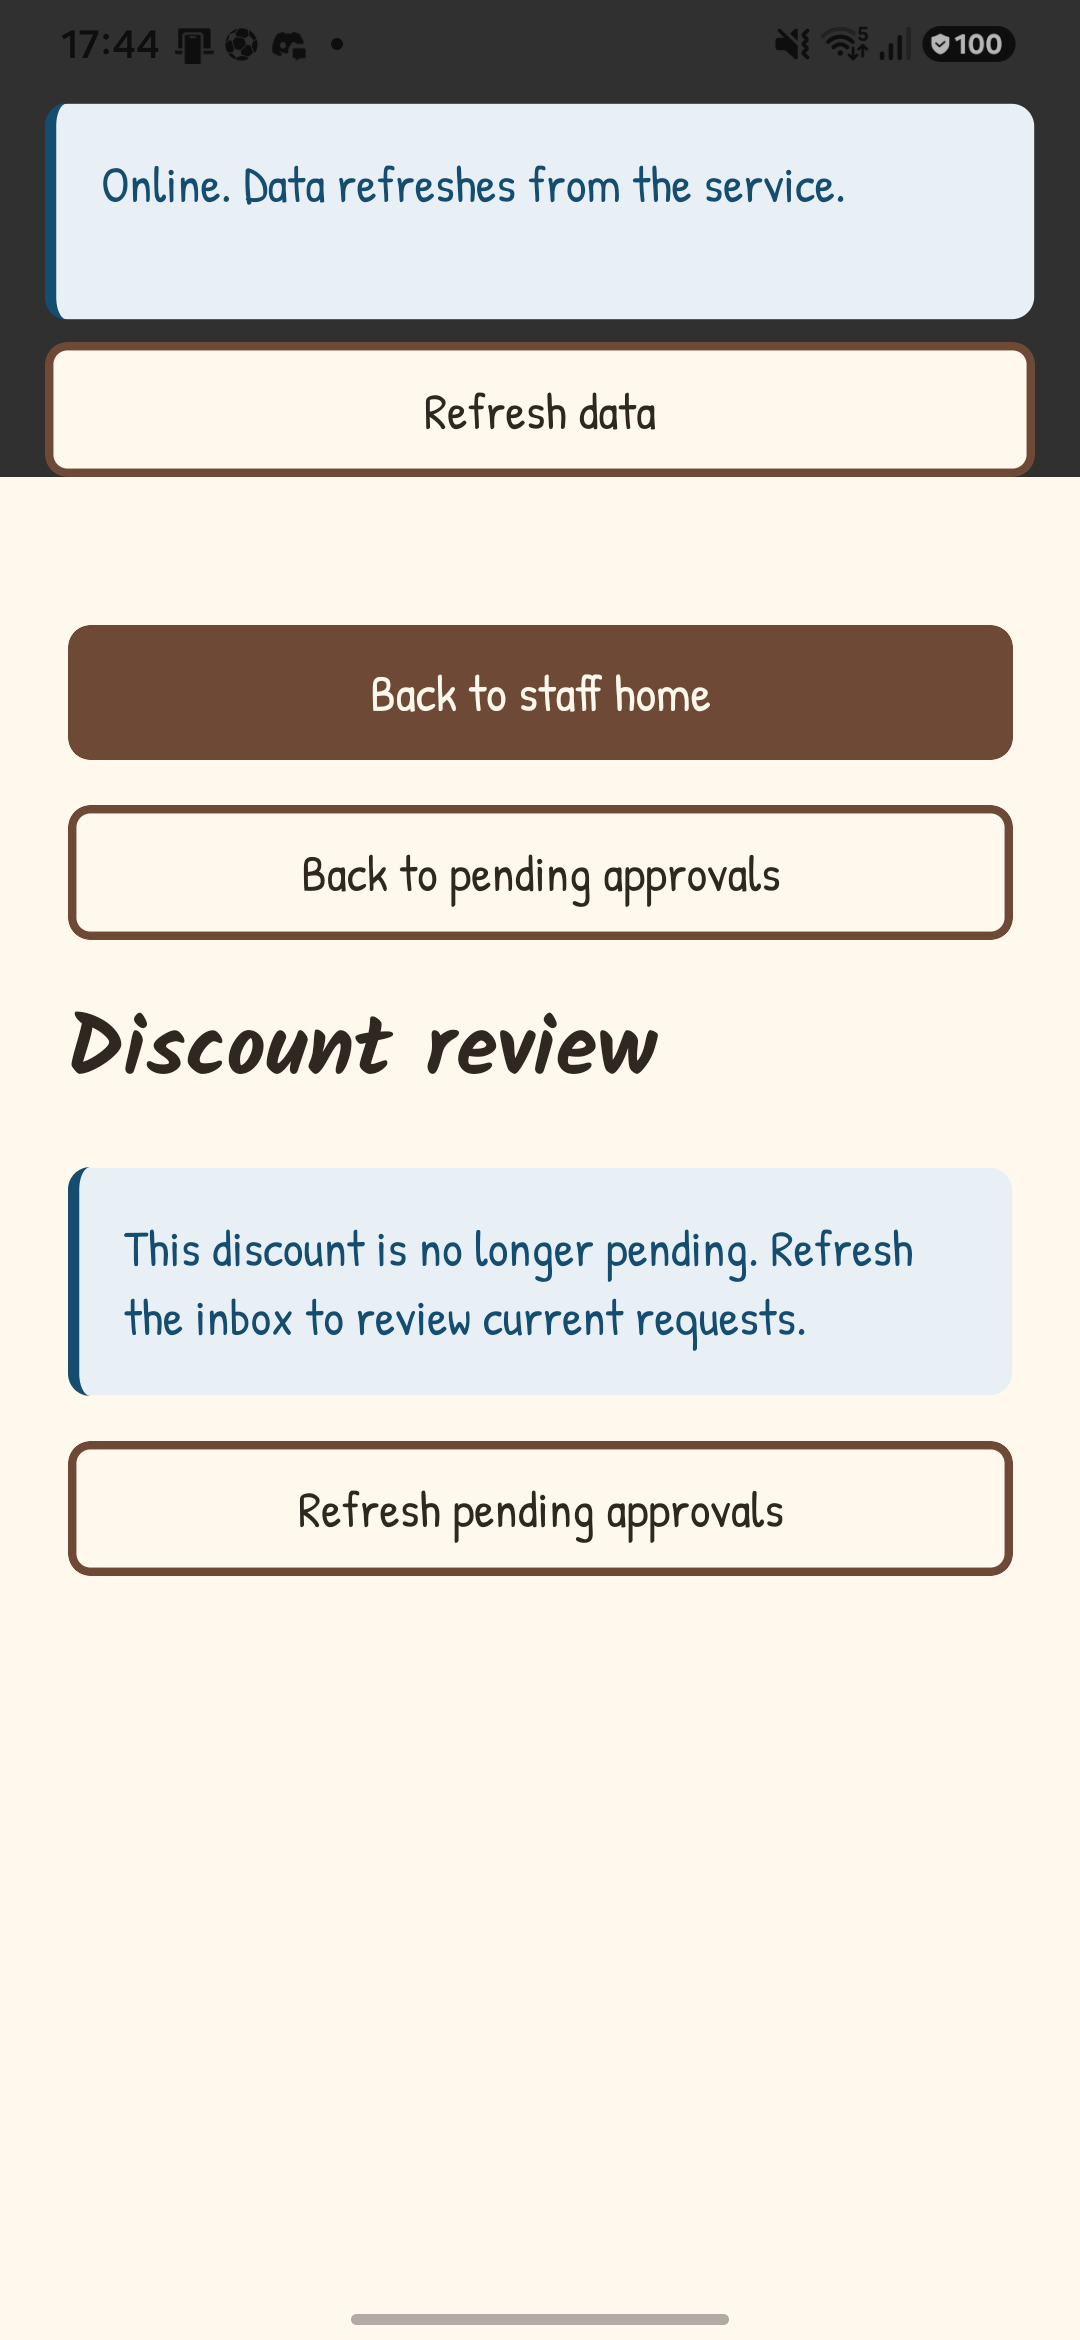 17:44
5
100
Online. Data refreshes from the service.
Refresh data
Back to staff home
Back to pending approvals
Discount review
This discount is no longer pending. Refresh
the inbox to review current requests.
Refresh pending approvals